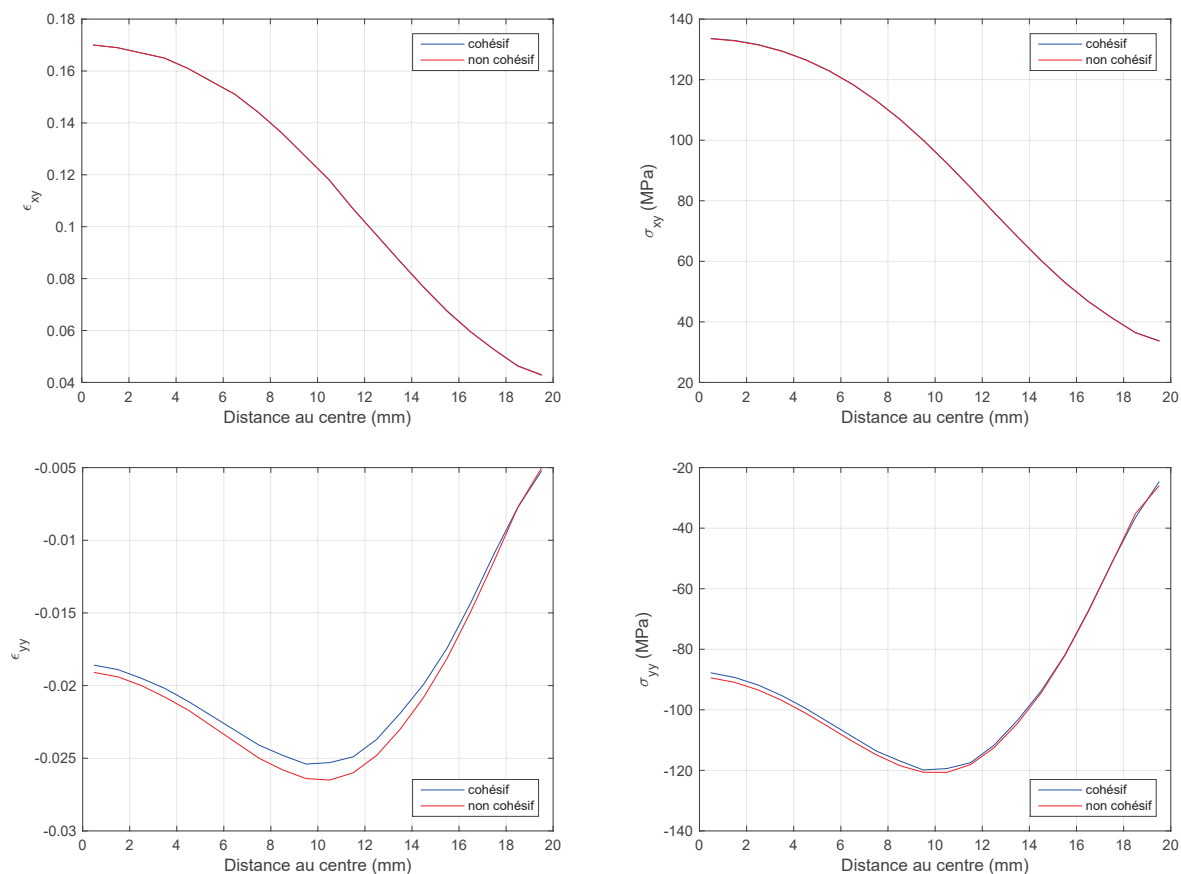 0.18
0.16
0.14
0.12
0.1
0.08
0.06
0.04
ϵxy
0 2 4 6 8 10 12 14 16 18 20
Distance au centre (mm)
cohésif
non cohésif
140
120
100
80
60
40
20
σxy (MPa)
0 2 4 6 8 10 12 14 16 18 20
Distance au centre (mm)
cohésif
non cohésif
-0.005
-0.01
-0.015
-0.02
-0.025
-0.03
ϵyy
0 2 4 6 8 10 12 14 16 18 20
Distance au centre (mm)
cohésif
non cohésif
-20
-40
-60
-80
-100
-120
-140
σyy (MPa)
0 2 4 6 8 10 12 14 16 18 20
Distance au centre (mm)
cohésif
non cohésif